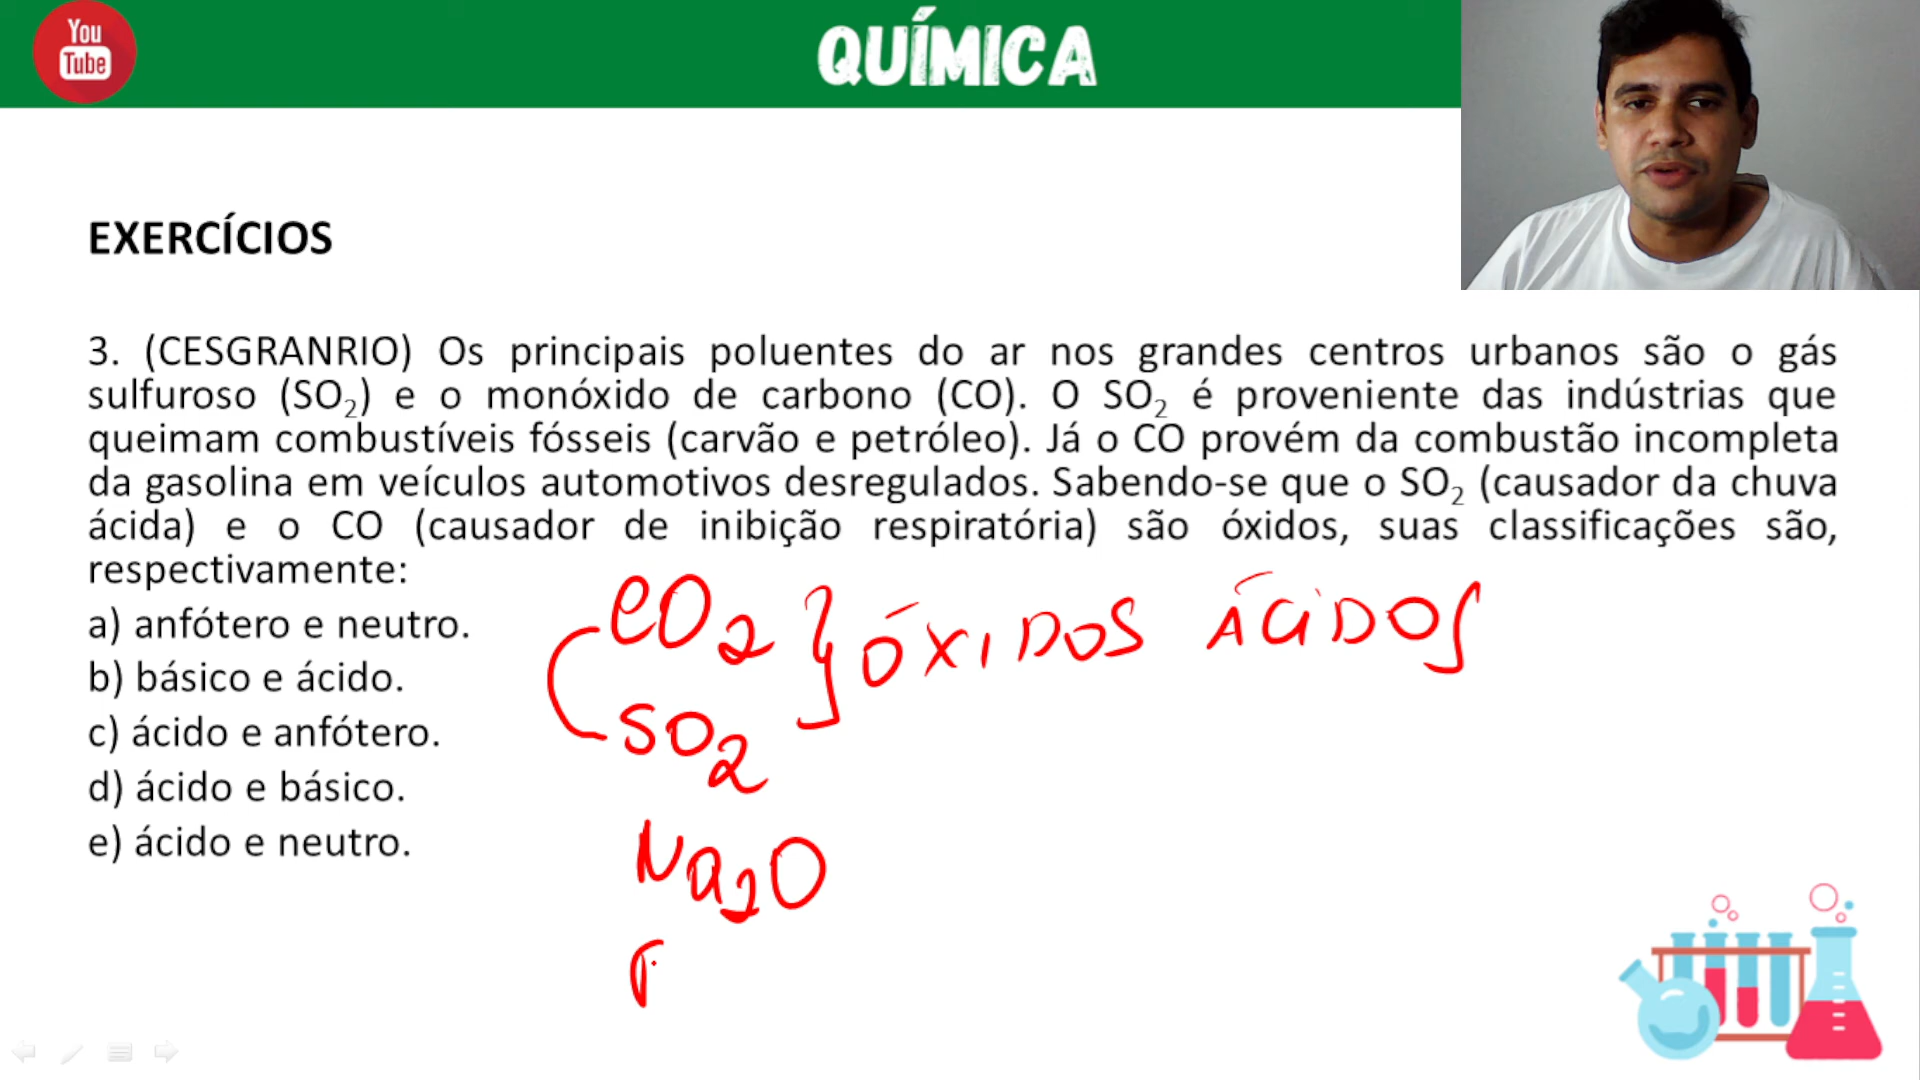 You
Tube
QUÍMICA
EXERCÍCIOS
3. (CESGRANRIO) Os principais poluentes do ar nos grandes centros urbanos são o gás
sulfuroso (SO₂) e o monóxido de carbono (CO). O SO₂ é proveniente das indústrias que
queimam combustíveis fósseis (carvão e petróleo). Já o CO provém da combustão incompleta
da gasolina em veículos automotivos desregulados. Sabendo-se que o SO₂ (causador da chuva
ácida) e o CO (causador de inibição respiratória) são óxidos, suas classificações são,
respectivamente:
a) anfótero e neutro.
b) básico e ácido.
c) ácido e anfótero.
d) ácido e básico.
e) ácido e neutro.
CO₂ } ÓXIDOS ÁCIDOS
SO₂
Na₂O